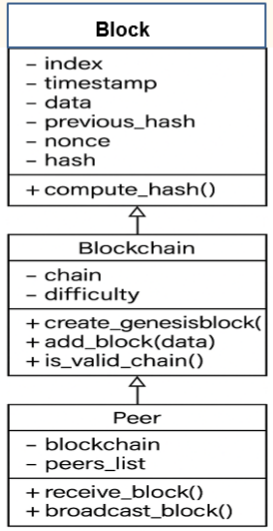 Block
– index
– timestamp
– data
– previous_hash
– nonce
– hash
+ compute_hash()
Blockchain
– chain
– difficulty
+ create_genesisblock(
+ add_block(data)
+ is_valid_chain()
Peer
– blockchain
– peers_list
+ receive_block()
+ broadcast_block()